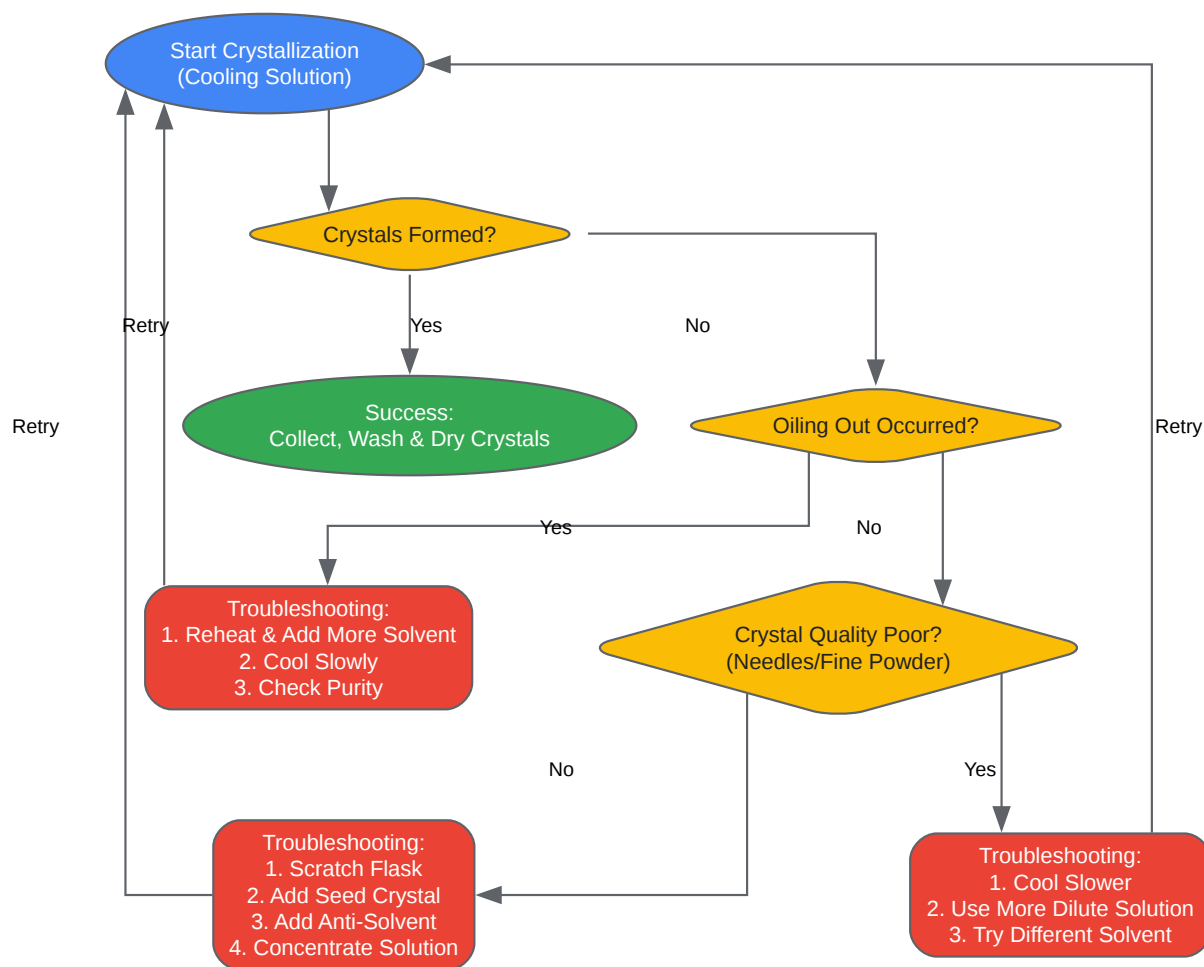 Start Crystallization
(Cooling Solution)
Crystals Formed?
Retry
Yes
No
Success:
Collect, Wash & Dry Crystals
Oiling Out Occurred?
Retry
Retry
Yes
No
Troubleshooting:
1. Reheat & Add More Solvent
2. Cool Slowly
3. Check Purity
Crystal Quality Poor?
(Needles/Fine Powder)
No
Yes
Troubleshooting:
1. Scratch Flask
2. Add Seed Crystal
3. Add Anti-Solvent
4. Concentrate Solution
Troubleshooting:
1. Cool Slower
2. Use More Dilute Solution
3. Try Different Solvent